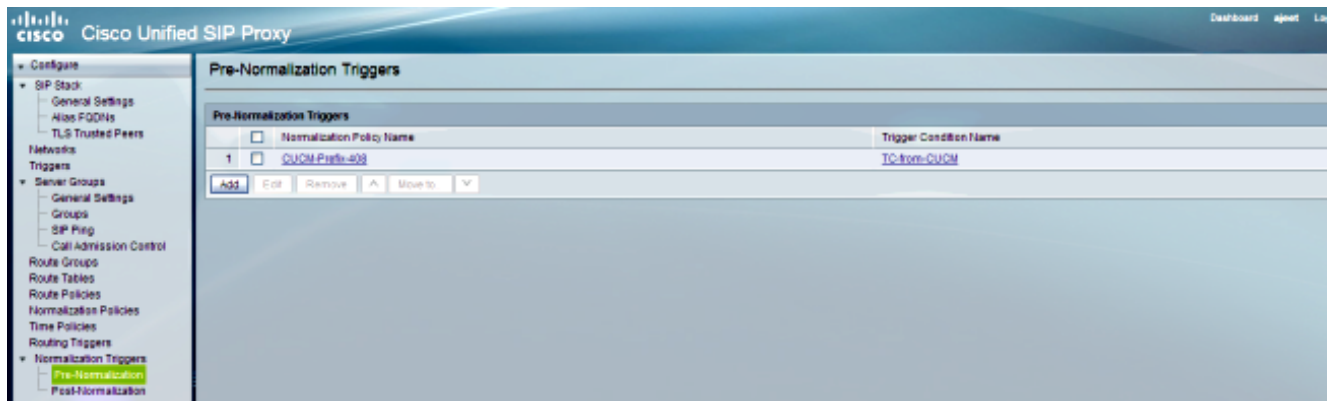 cisco Cisco Unified SIP Proxy
Dashboard ajeet
Configure
SIP Stack
General Settings
Alias FQDNs
TLS Trusted Peers
Networks
Triggers
Server Groups
General Settings
Groups
SIP Ping
Call Admission Control
Route Groups
Route Tables
Route Policies
Normalization Policies
Time Policies
Routing Triggers
Normalization Triggers
Pre-Normalization
Post-Normalization
Pre-Normalization Triggers
Pre-Normalization Triggers
Normalization Policy Name Trigger Condition Name
1 CUCM-Prefix-408 TC-from-CUCM
Add Edit Remove Move to